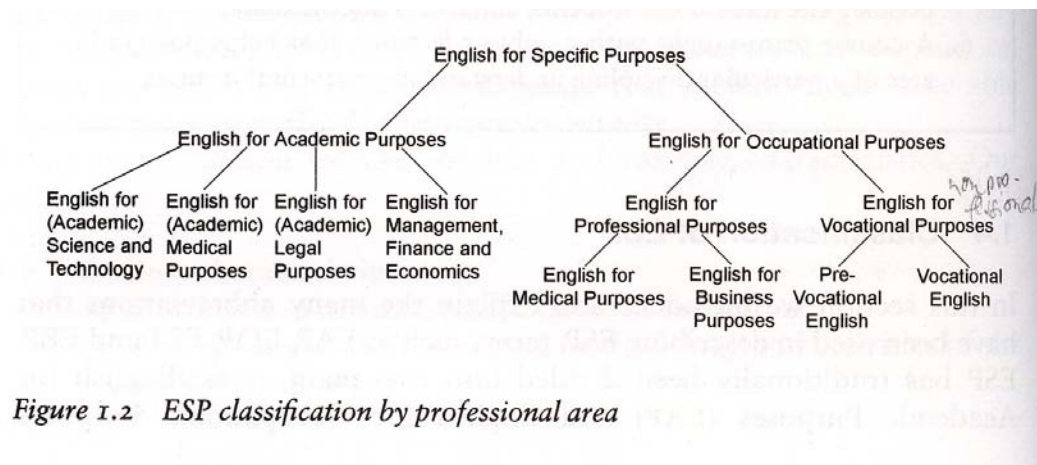 English for Specific Purposes
English for Academic Purposes
English for Occupational Purposes
English for
(Academic)
Science and
Technology
English for
(Academic)
Medical
Purposes
English for
(Academic)
Legal
Purposes
English for
Management,
Finance and
Economics
English for
Professional Purposes
English for
Vocational Purposes
non pro-
fessional
English for
Medical Purposes
English for
Business
Purposes
Pre-
Vocational
English
Vocational
English
Figure 1.2 ESP classification by professional area